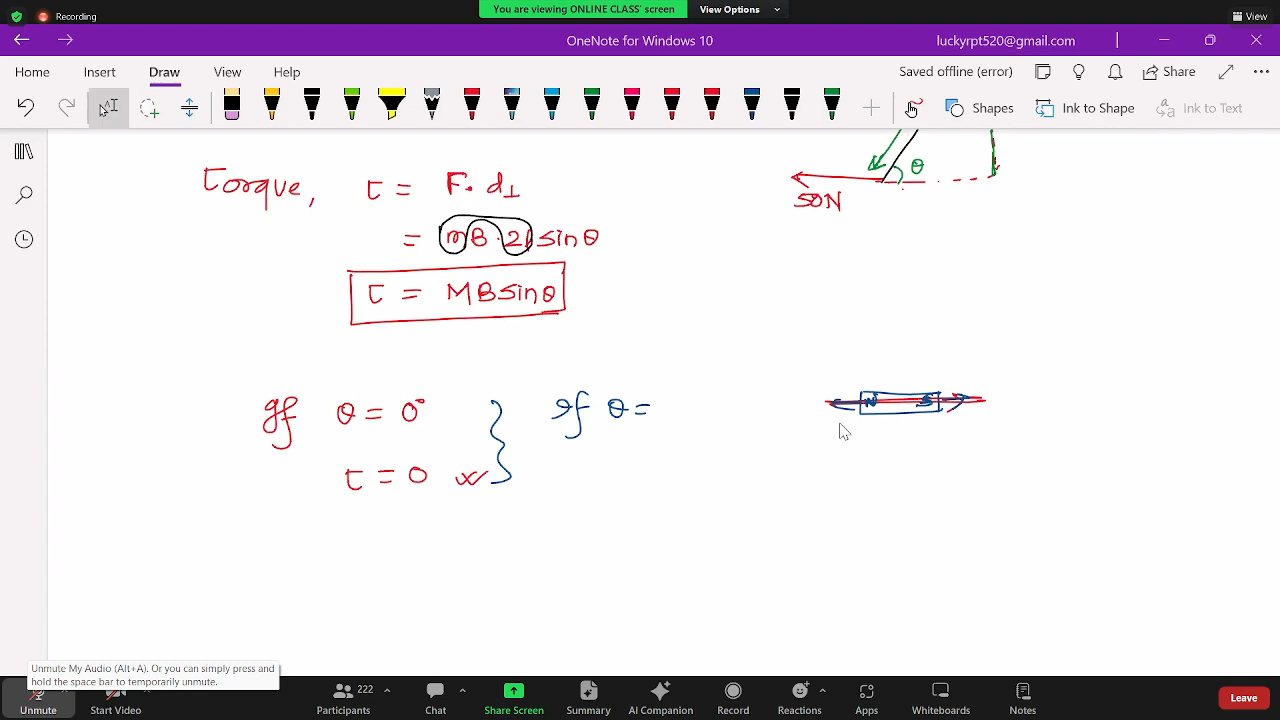 You are viewing ONLINE CLASS' screen
View Options
Recording
View
OneNote for Windows 10
luckyrpt520@gmail.com
Home
Insert
Draw
View
Help
Saved offline (error)
Share
Shapes
Ink to Shape
Ink to Text
θ
50N
Torque, τ = F. d⊥
= mB · 2l sinθ
τ = MB sinθ
If θ = 0°
If θ =
N S
τ = 0
Unmute My Audio (Alt+A). Or you can simply press and
hold the space bar to temporarily unmute.
222
Unmute
Start Video
Participants
Chat
Share Screen
Summary
AI Companion
Record
Reactions
Apps
Whiteboards
Notes
Leave